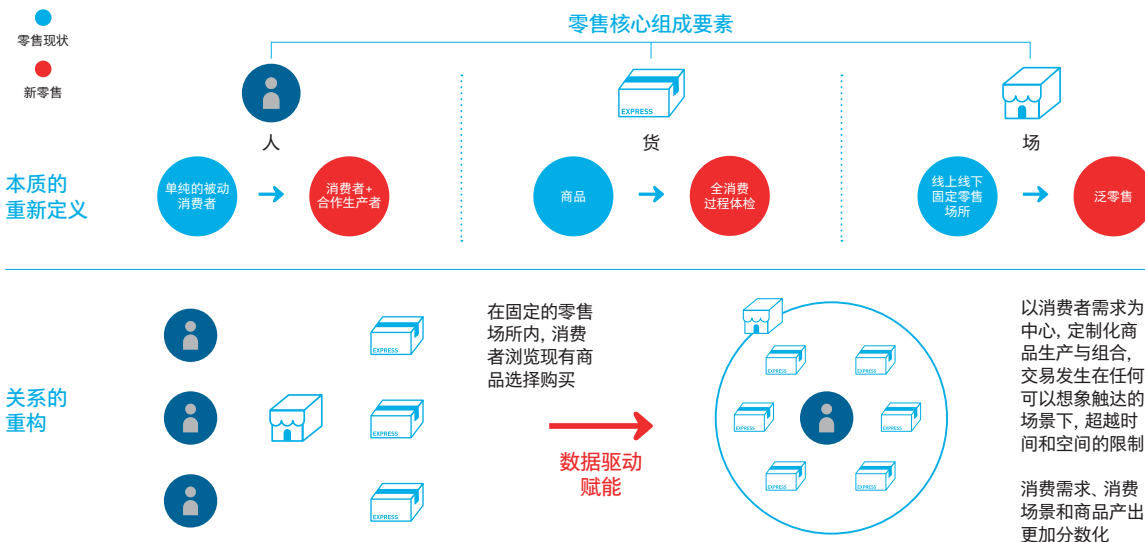 零售现状
新零售
零售核心组成要素
EXPRESS
人
货
场
本质的
重新定义
单纯的被动
消费者
消费者+
合作生产者
商品
全消费
过程体检
线上线下
固定零售
场所
泛零售
关系的
重构
EXPRESS
EXPRESS
EXPRESS
在固定的零售
场所内, 消费
者浏览现有商
品选择购买
数据驱动
赋能
EXPRESS
EXPRESS
EXPRESS
EXPRESS
EXPRESS
EXPRESS
以消费者需求为
中心, 定制化商
品生产与组合,
交易发生在任何
可以想象触达的
场景下, 超越时
间和空间的限制
消费需求、消费
场景和商品产出
更加分数化